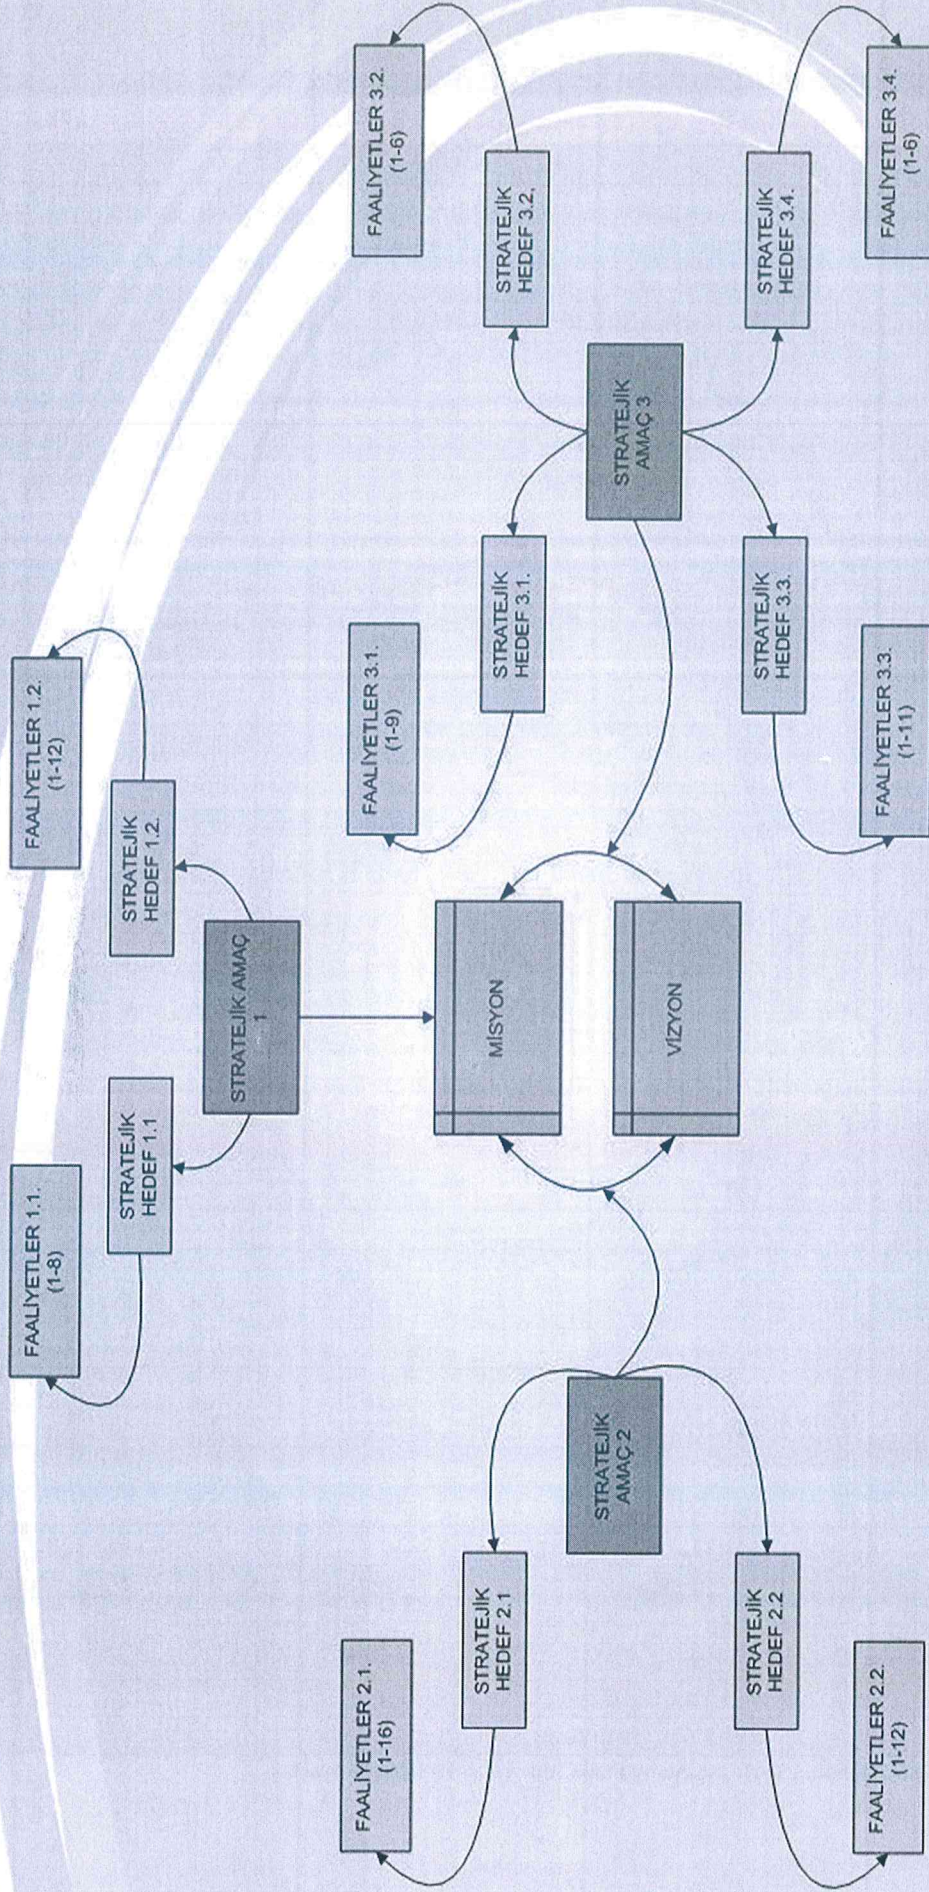 FAALİYETLER 1.1.
(1-8)
FAALİYETLER 1.2.
(1-12)
STRATEJİK
HEDEF 1.1
STRATEJİK
HEDEF 1.2.
STRATEJİK AMAÇ
1
FAALİYETLER 2.1.
(1-16)
FAALİYETLER 3.1.
(1-9)
FAALİYETLER 3.2.
(1-6)
STRATEJİK
HEDEF 2.1
MİSYON
STRATEJİK
HEDEF 3.1.
STRATEJİK
HEDEF 3.2.
STRATEJİK
AMAÇ 2
STRATEJİK
AMAÇ 3
VİZYON
STRATEJİK
HEDEF 2.2
STRATEJİK
HEDEF 3.3.
STRATEJİK
HEDEF 3.4.
FAALİYETLER 2.2.
(1-12)
FAALİYETLER 3.3.
(1-11)
FAALİYETLER 3.4.
(1-6)